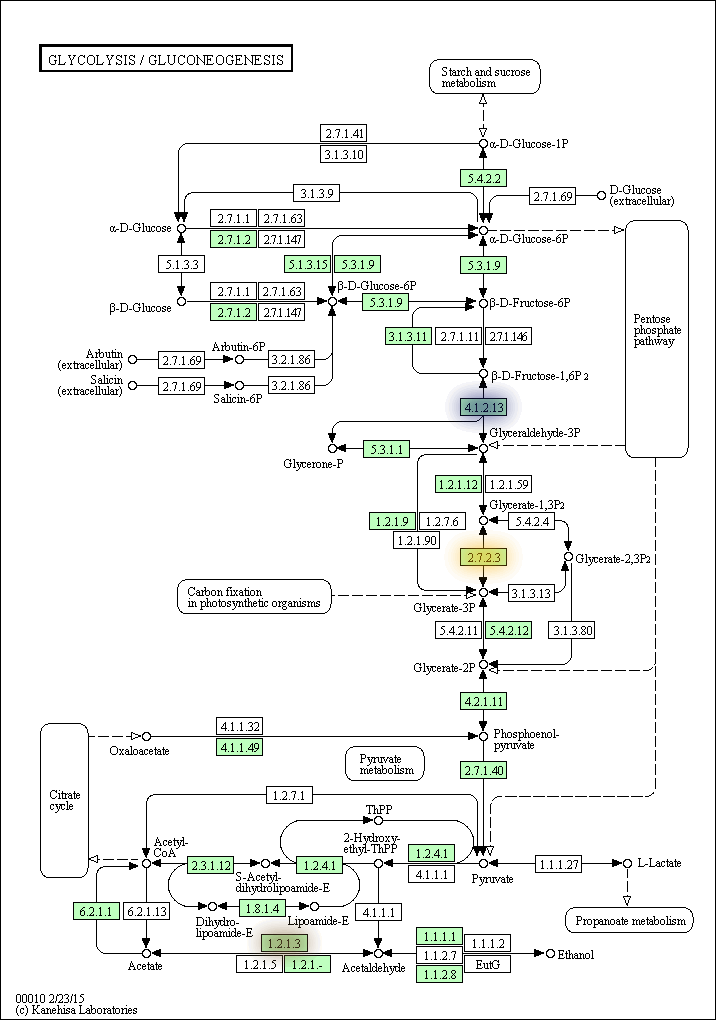 GLYCOLYSIS / GLUCONEOGENESIS
Starch and sucrose
metabolism
2.7.1.41
3.1.3.10
α-D-Glucose-1P
5.4.2.2
3.1.3.9
2.7.1.69
D-Glucose
(extracellular)
α-D-Glucose
2.7.1.1
2.7.1.63
2.7.1.2
2.7.1.147
α-D-Glucose-6P
5.1.3.3
5.1.3.15
5.3.1.9
5.3.1.9
β-D-Glucose
2.7.1.1
2.7.1.63
2.7.1.2
2.7.1.147
β-D-Glucose-6P
5.3.1.9
β-D-Fructose-6P
Pentose
phosphate
pathway
3.1.3.11
2.7.1.11
2.7.1.146
Arbutin
(extracellular)
2.7.1.69
Arbutin-6P
3.2.1.86
Salicin
(extracellular)
2.7.1.69
Salicin-6P
3.2.1.86
β-D-Fructose-1,6P2
4.1.2.13
Glyceraldehyde-3P
Glycerone-P
5.3.1.1
1.2.1.12
1.2.1.59
Glycerate-1,3P2
1.2.1.9
1.2.7.6
1.2.1.90
5.4.2.4
2.7.2.3
Glycerate-2,3P2
Carbon fixation
in photosynthetic organisms
3.1.3.13
Glycerate-3P
5.4.2.11
5.4.2.12
3.1.3.80
Glycerate-2P
4.2.1.11
Oxaloacetate
4.1.1.32
4.1.1.49
Phosphoenol-
pyruvate
Pyruvate
metabolism
2.7.1.40
Citrate
cycle
1.2.7.1
ThPP
Acetyl-
CoA
2.3.1.12
S-Acetyl-
dihydrolipoamide-E
1.2.4.1
2-Hydroxy-
ethyl-ThPP
1.2.4.1
4.1.1.1
Pyruvate
1.1.1.27
L-Lactate
6.2.1.1
6.2.1.13
Dihydro-
lipoamide-E
1.8.1.4
Lipoamide-E
4.1.1.1
Propanoate metabolism
Acetate
1.2.1.3
1.2.1.5
1.2.1.-
Acetaldehyde
1.1.1.1
1.1.1.2
1.1.2.7
EutG
1.1.2.8
Ethanol
00010 2/23/15
(c) Kanehisa Laboratories